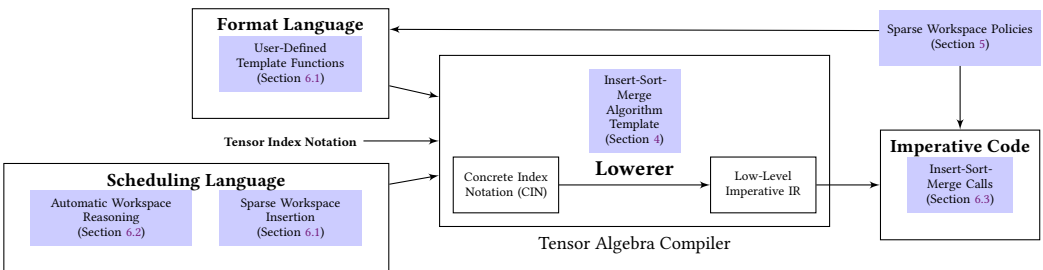 Format Language
User-Defined
Template Functions
(Section 6.1)
Sparse Workspace Policies
(Section 5)
Tensor Index Notation
Scheduling Language
Automatic Workspace
Reasoning
(Section 6.2)
Sparse Workspace
Insertion
(Section 6.1)
Insert-Sort-
Merge
Algorithm
Template
(Section 4)
Lowerer
Concrete Index
Notation (CIN)
Low-Level
Imperative IR
Tensor Algebra Compiler
Imperative Code
Insert-Sort-
Merge Calls
(Section 6.3)